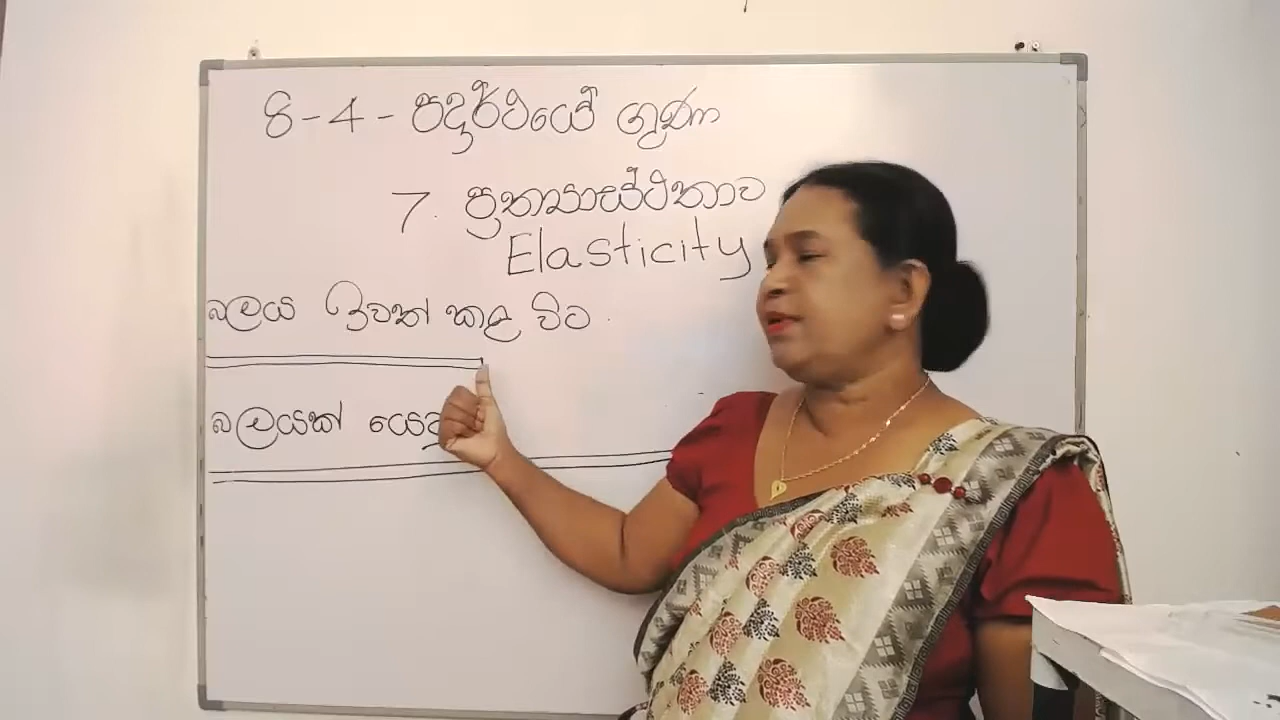 8-4- පදාර්ථයේ ගුණ
7. ප්‍රත්‍යාස්ථතාව
Elasticity
බලය ඉවත් කළ විට
බලයක්